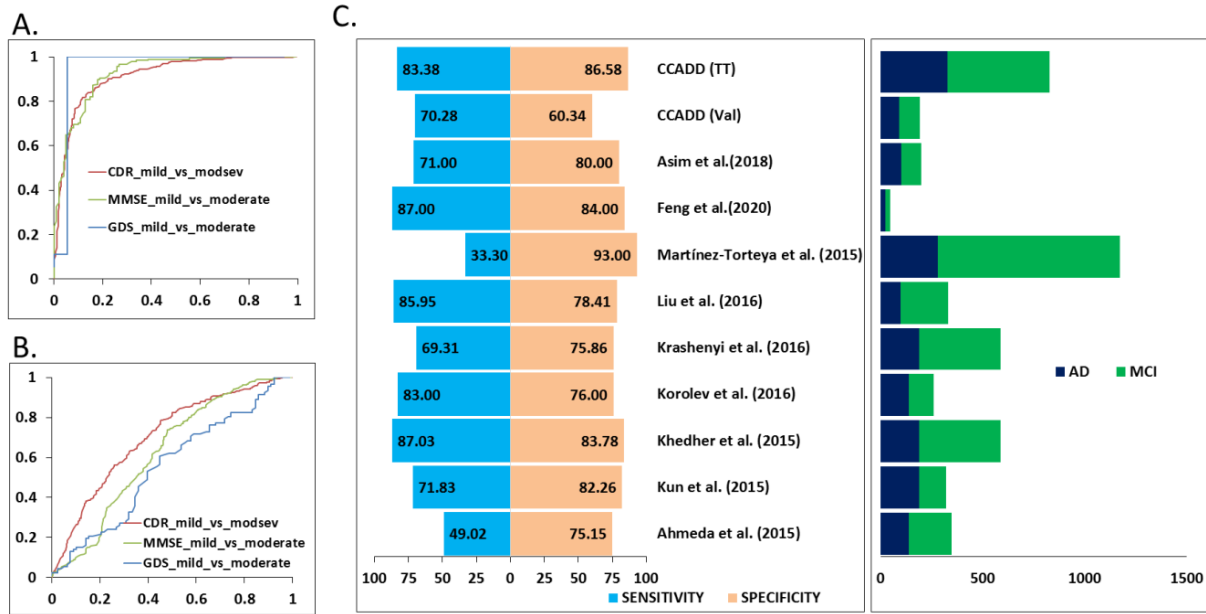 A.
1
0.8
0.6
0.4
0.2
0
CDR_mild_vs_modsev
MMSE_mild_vs_moderate
GDS_mild_vs_moderate
0 0.2 0.4 0.6 0.8 1
B.
1
0.8
0.6
0.4
0.2
0
CDR_mild_vs_modsev
MMSE_mild_vs_moderate
GDS_mild_vs_moderate
0 0.2 0.4 0.6 0.8 1
C.
83.38 86.58 CCADD (TT)
70.28 60.34 CCADD (Val)
71.00 80.00 Asim et al.(2018)
87.00 84.00 Feng et al.(2020)
33.30 93.00 Martínez-Torteya et al. (2015)
85.95 78.41 Liu et al. (2016)
69.31 75.86 Krashenyi et al. (2016)
83.00 76.00 Korolev et al. (2016)
87.03 83.78 Khedher et al. (2015)
71.83 82.26 Kun et al. (2015)
49.02 75.15 Ahmeda et al. (2015)
100 75 50 25 0 25 50 75 100
SENSITIVITY SPECIFICITY
AD MCI
0 500 1000 1500